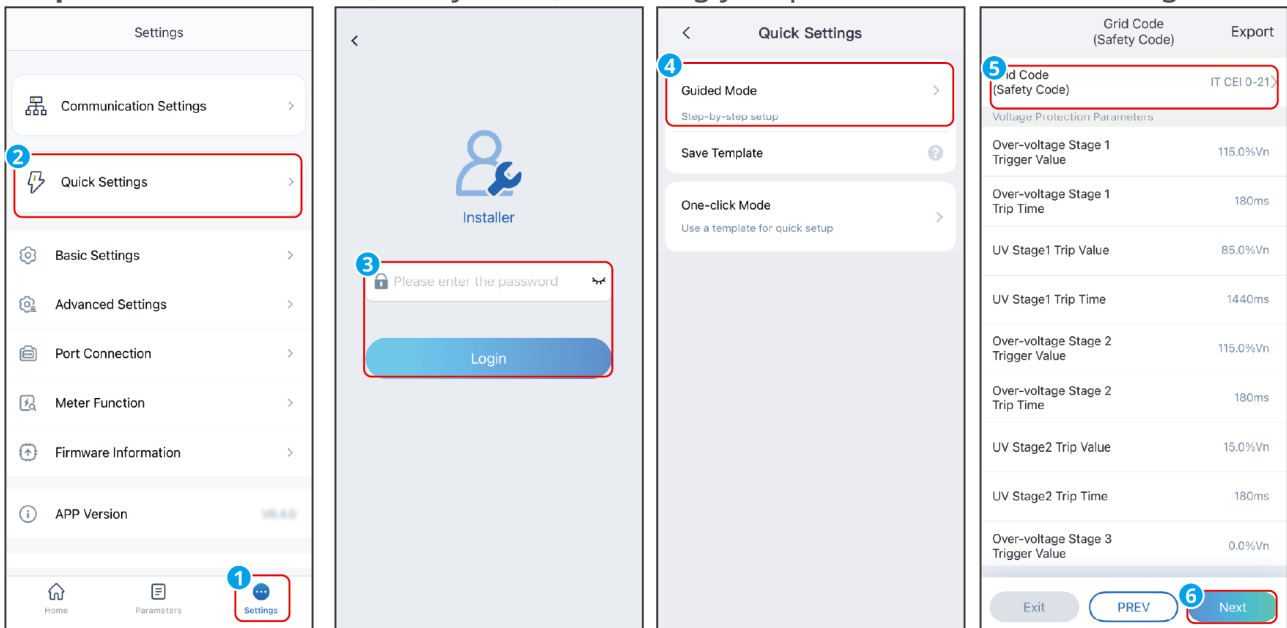 Settings
Communication Settings
2
Quick Settings
Basic Settings
Advanced Settings
Port Connection
Meter Function
Firmware Information
APP Version
1
Home
Parameters
Settings
Installer
3
Please enter the password
Login
Quick Settings
4
Guided Mode
Step-by-step setup
Save Template
?
One-click Mode
Use a template for quick setup
Grid Code
(Safety Code)
Export
5
(Safety Code)
IT CEI 0-21
Voltage Protection Parameters
Over-voltage Stage 1
Trigger Value
115.0%Vn
Over-voltage Stage 1
Trip Time
180ms
UV Stage1 Trip Value
85.0%Vn
UV Stage1 Trip Time
1440ms
Over-voltage Stage 2
Trigger Value
115.0%Vn
Over-voltage Stage 2
Trip Time
180ms
UV Stage2 Trip Value
15.0%Vn
UV Stage2 Trip Time
180ms
Over-voltage Stage 3
Trigger Value
0.0%Vn
Exit
PREV
6
Next